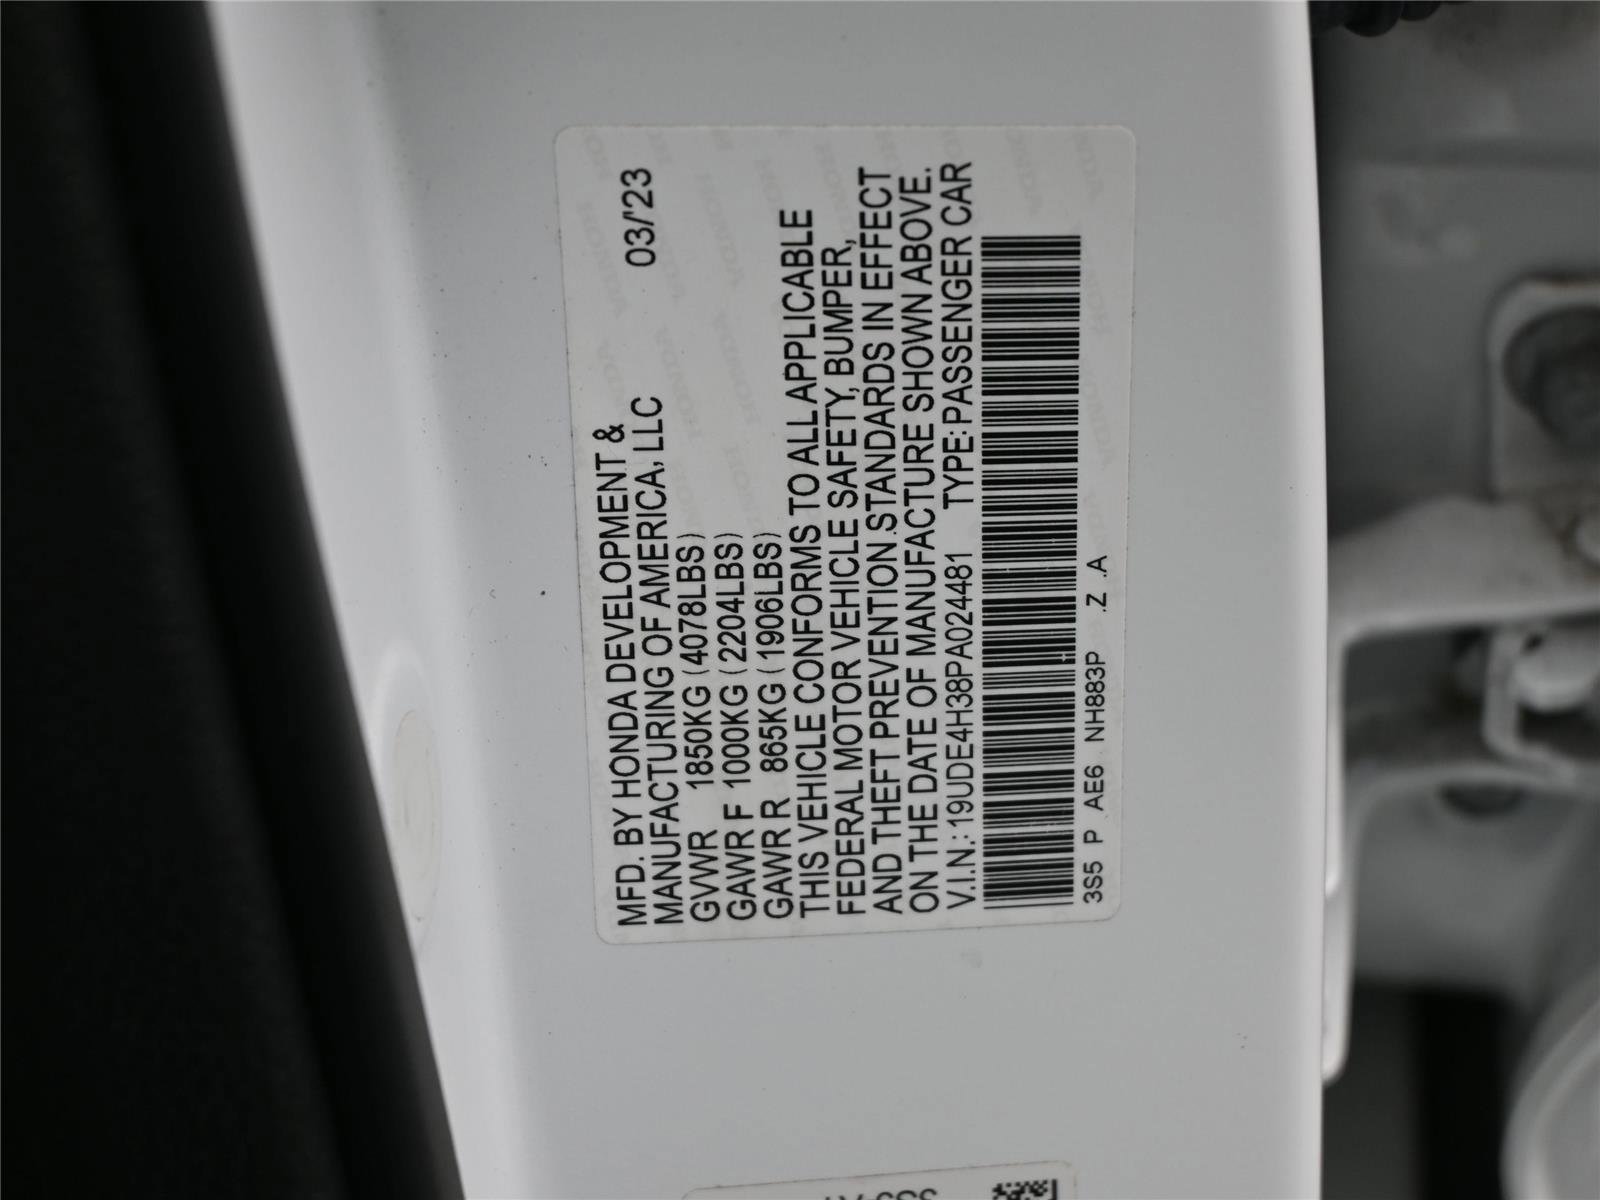 MFD. BY HONDA DEVELOPMENT &
MANUFACTURING OF AMERICA, LLC 03/'23
GVWR 1850KG (4078LBS)
GAWR F 1000KG (2204LBS)
GAWR R 865KG (1906LBS)
THIS VEHICLE CONFORMS TO ALL APPLICABLE
FEDERAL MOTOR VEHICLE SAFETY, BUMPER,
AND THEFT PREVENTION STANDARDS IN EFFECT
ON THE DATE OF MANUFACTURE SHOWN ABOVE.
V.I.N.: 19UDE4H38PA024481 TYPE: PASSENGER CAR
3S5 P AE6 NH883P .Z .A